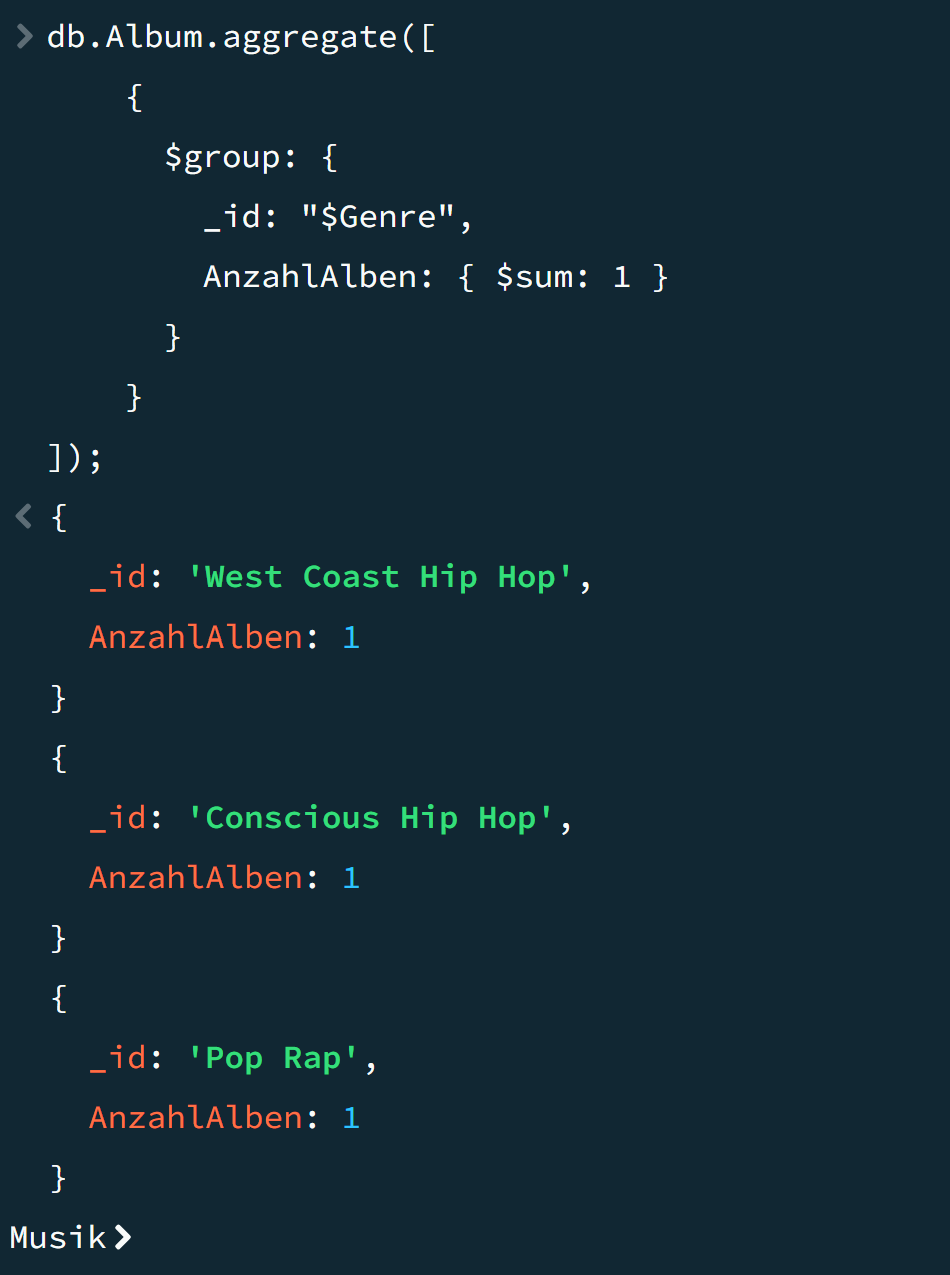 > db.Album.aggregate([
{
$group: {
_id: "$Genre",
AnzahlAlben: { $sum: 1 }
}
}
]);
< {
_id: 'West Coast Hip Hop',
AnzahlAlben: 1
}
{
_id: 'Conscious Hip Hop',
AnzahlAlben: 1
}
{
_id: 'Pop Rap',
AnzahlAlben: 1
}
Musik>